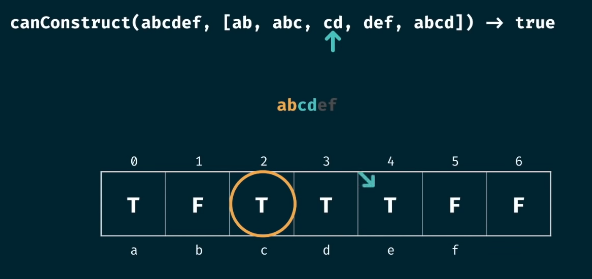 canConstruct(abcdef, [ab, abc, cd, def, abcd]) → true
abcdef
0 1 2 3 4 5 6
T F T T T F F
a b c d e f